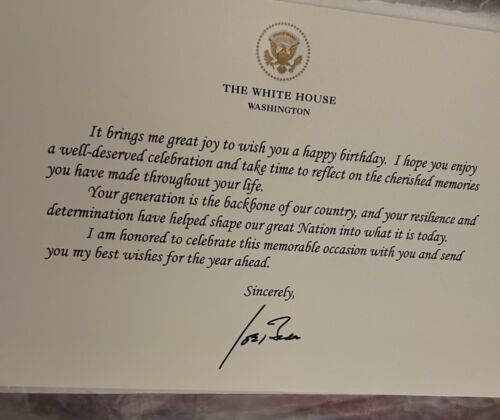 THE WHITE HOUSE
WASHINGTON
It brings me great joy to wish you a happy birthday. I hope you enjoy
a well-deserved celebration and take time to reflect on the cherished memories
you have made throughout your life.
Your generation is the backbone of our country, and your resilience and
determination have helped shape our great Nation into what it is today.
I am honored to celebrate this memorable occasion with you and send
you my best wishes for the year ahead.
Sincerely,